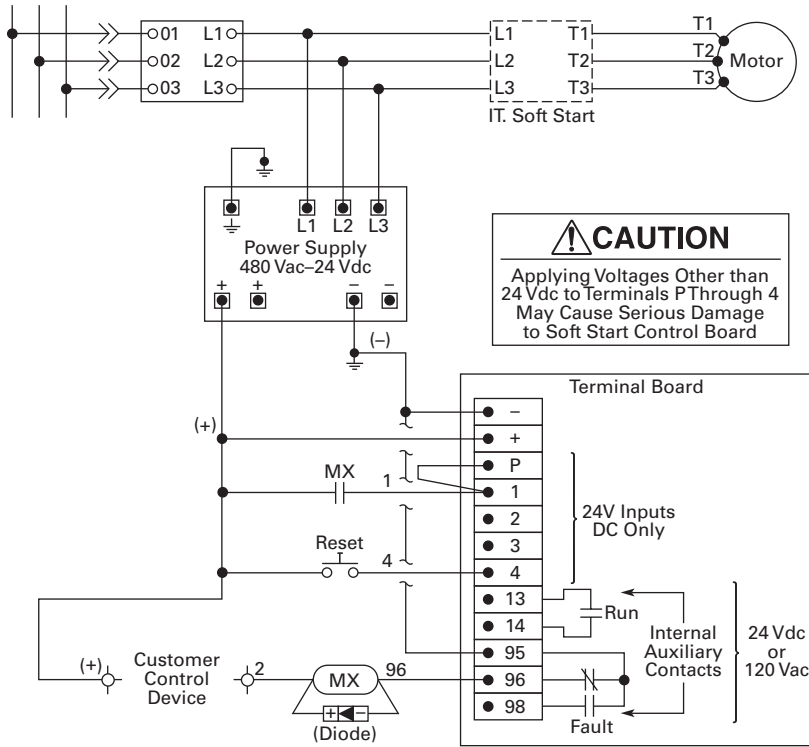 01 L1 L1 T1 T1
02 L2 L2 T2 T2 Motor
03 L3 L3 T3 T3
IT. Soft Start
L1 L2 L3
Power Supply
480 Vac–24 Vdc
+ + – –
(–)
CAUTION
Applying Voltages Other than
24 Vdc to Terminals P Through 4
May Cause Serious Damage
to Soft Start Control Board
Terminal Board
–
(+) +
P
MX 1 1
2
3
24V Inputs
DC Only
Reset 4 4
13
Run
14
95
96
98
Internal
Auxiliary
Contacts
24 Vdc
or
120 Vac
Fault
(+) Customer
Control
Device
2 MX 96
+ –
(Diode)